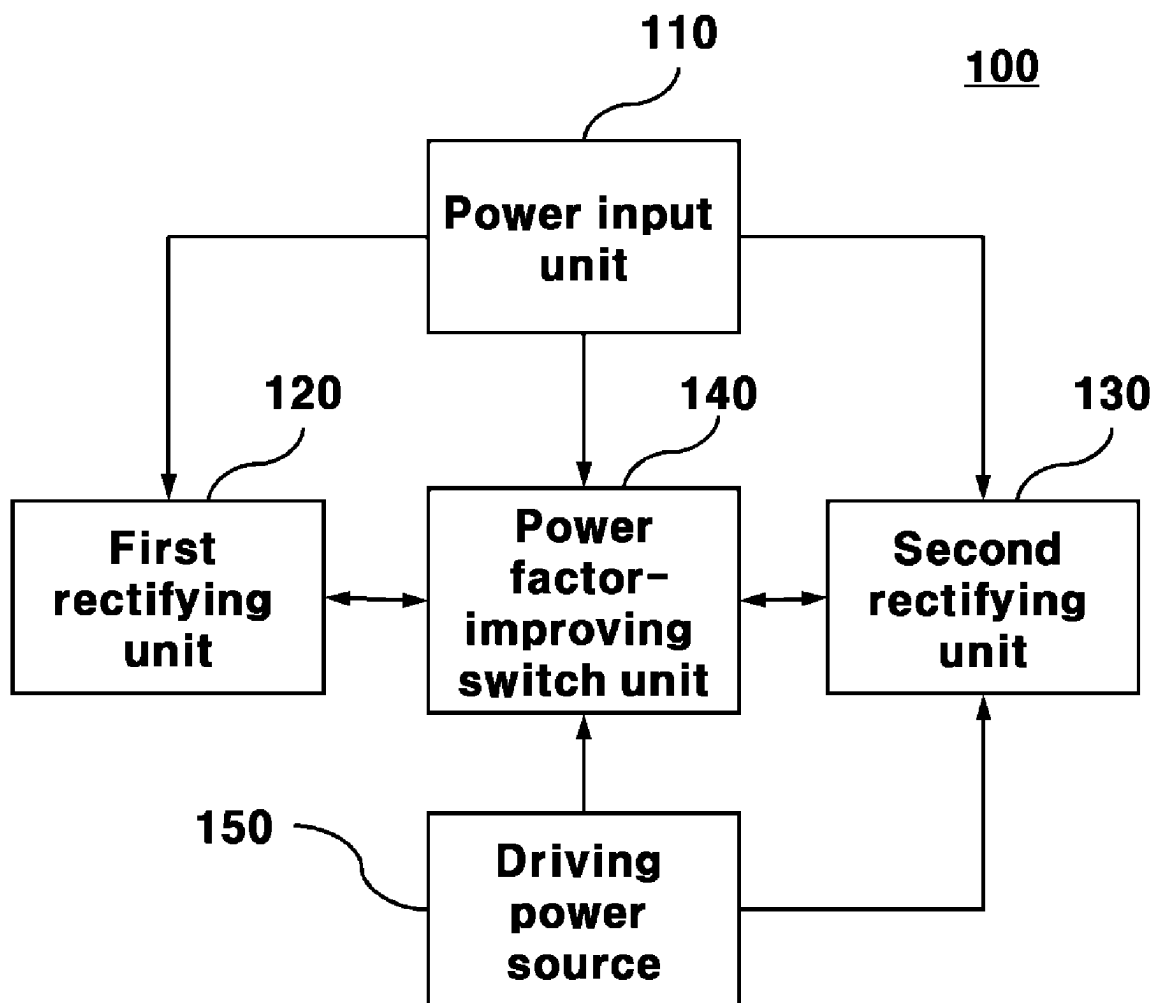 110
100
Power input
unit
120
140
130
First
rectifying
unit
Power
factor-
improving
switch unit
Second
rectifying
unit
150
Driving
power
source